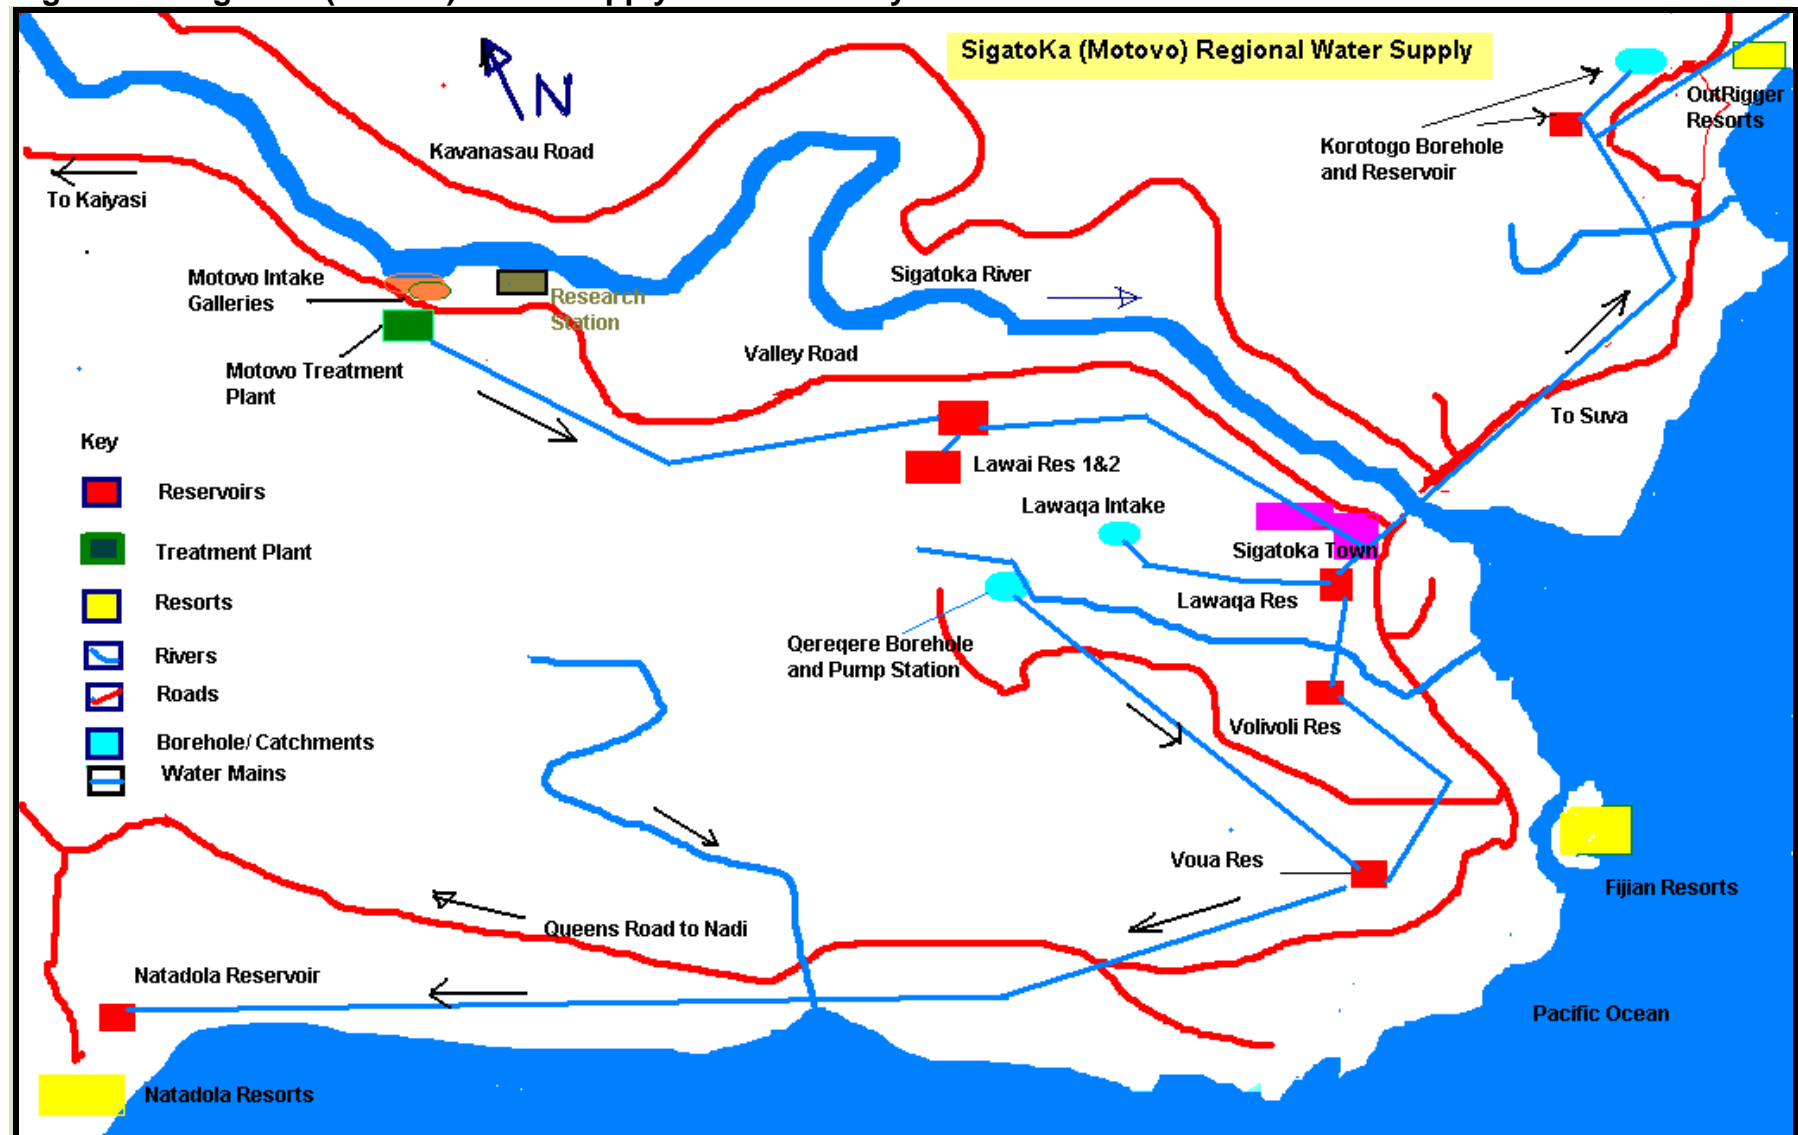 SigatoKa (Motovo) Regional Water Supply
N
OutRigger
Resorts
Kavanasau Road
Korotogo Borehole
and Reservoir
To Kaiyasi
Motovo Intake
Galleries
Sigatoka River
Research
Station
Valley Road
Motovo Treatment
Plant
To Suva
Key
Reservoirs
Treatment Plant
Resorts
Rivers
Roads
Borehole/ Catchments
Water Mains
Lawai Res 1&2
Lawaqa Intake
Sigatoka Town
Lawaqa Res
Qereqere Borehole
and Pump Station
Volivoli Res
Voua Res
Fijian Resorts
Queens Road to Nadi
Natadola Reservoir
Pacific Ocean
Natadola Resorts